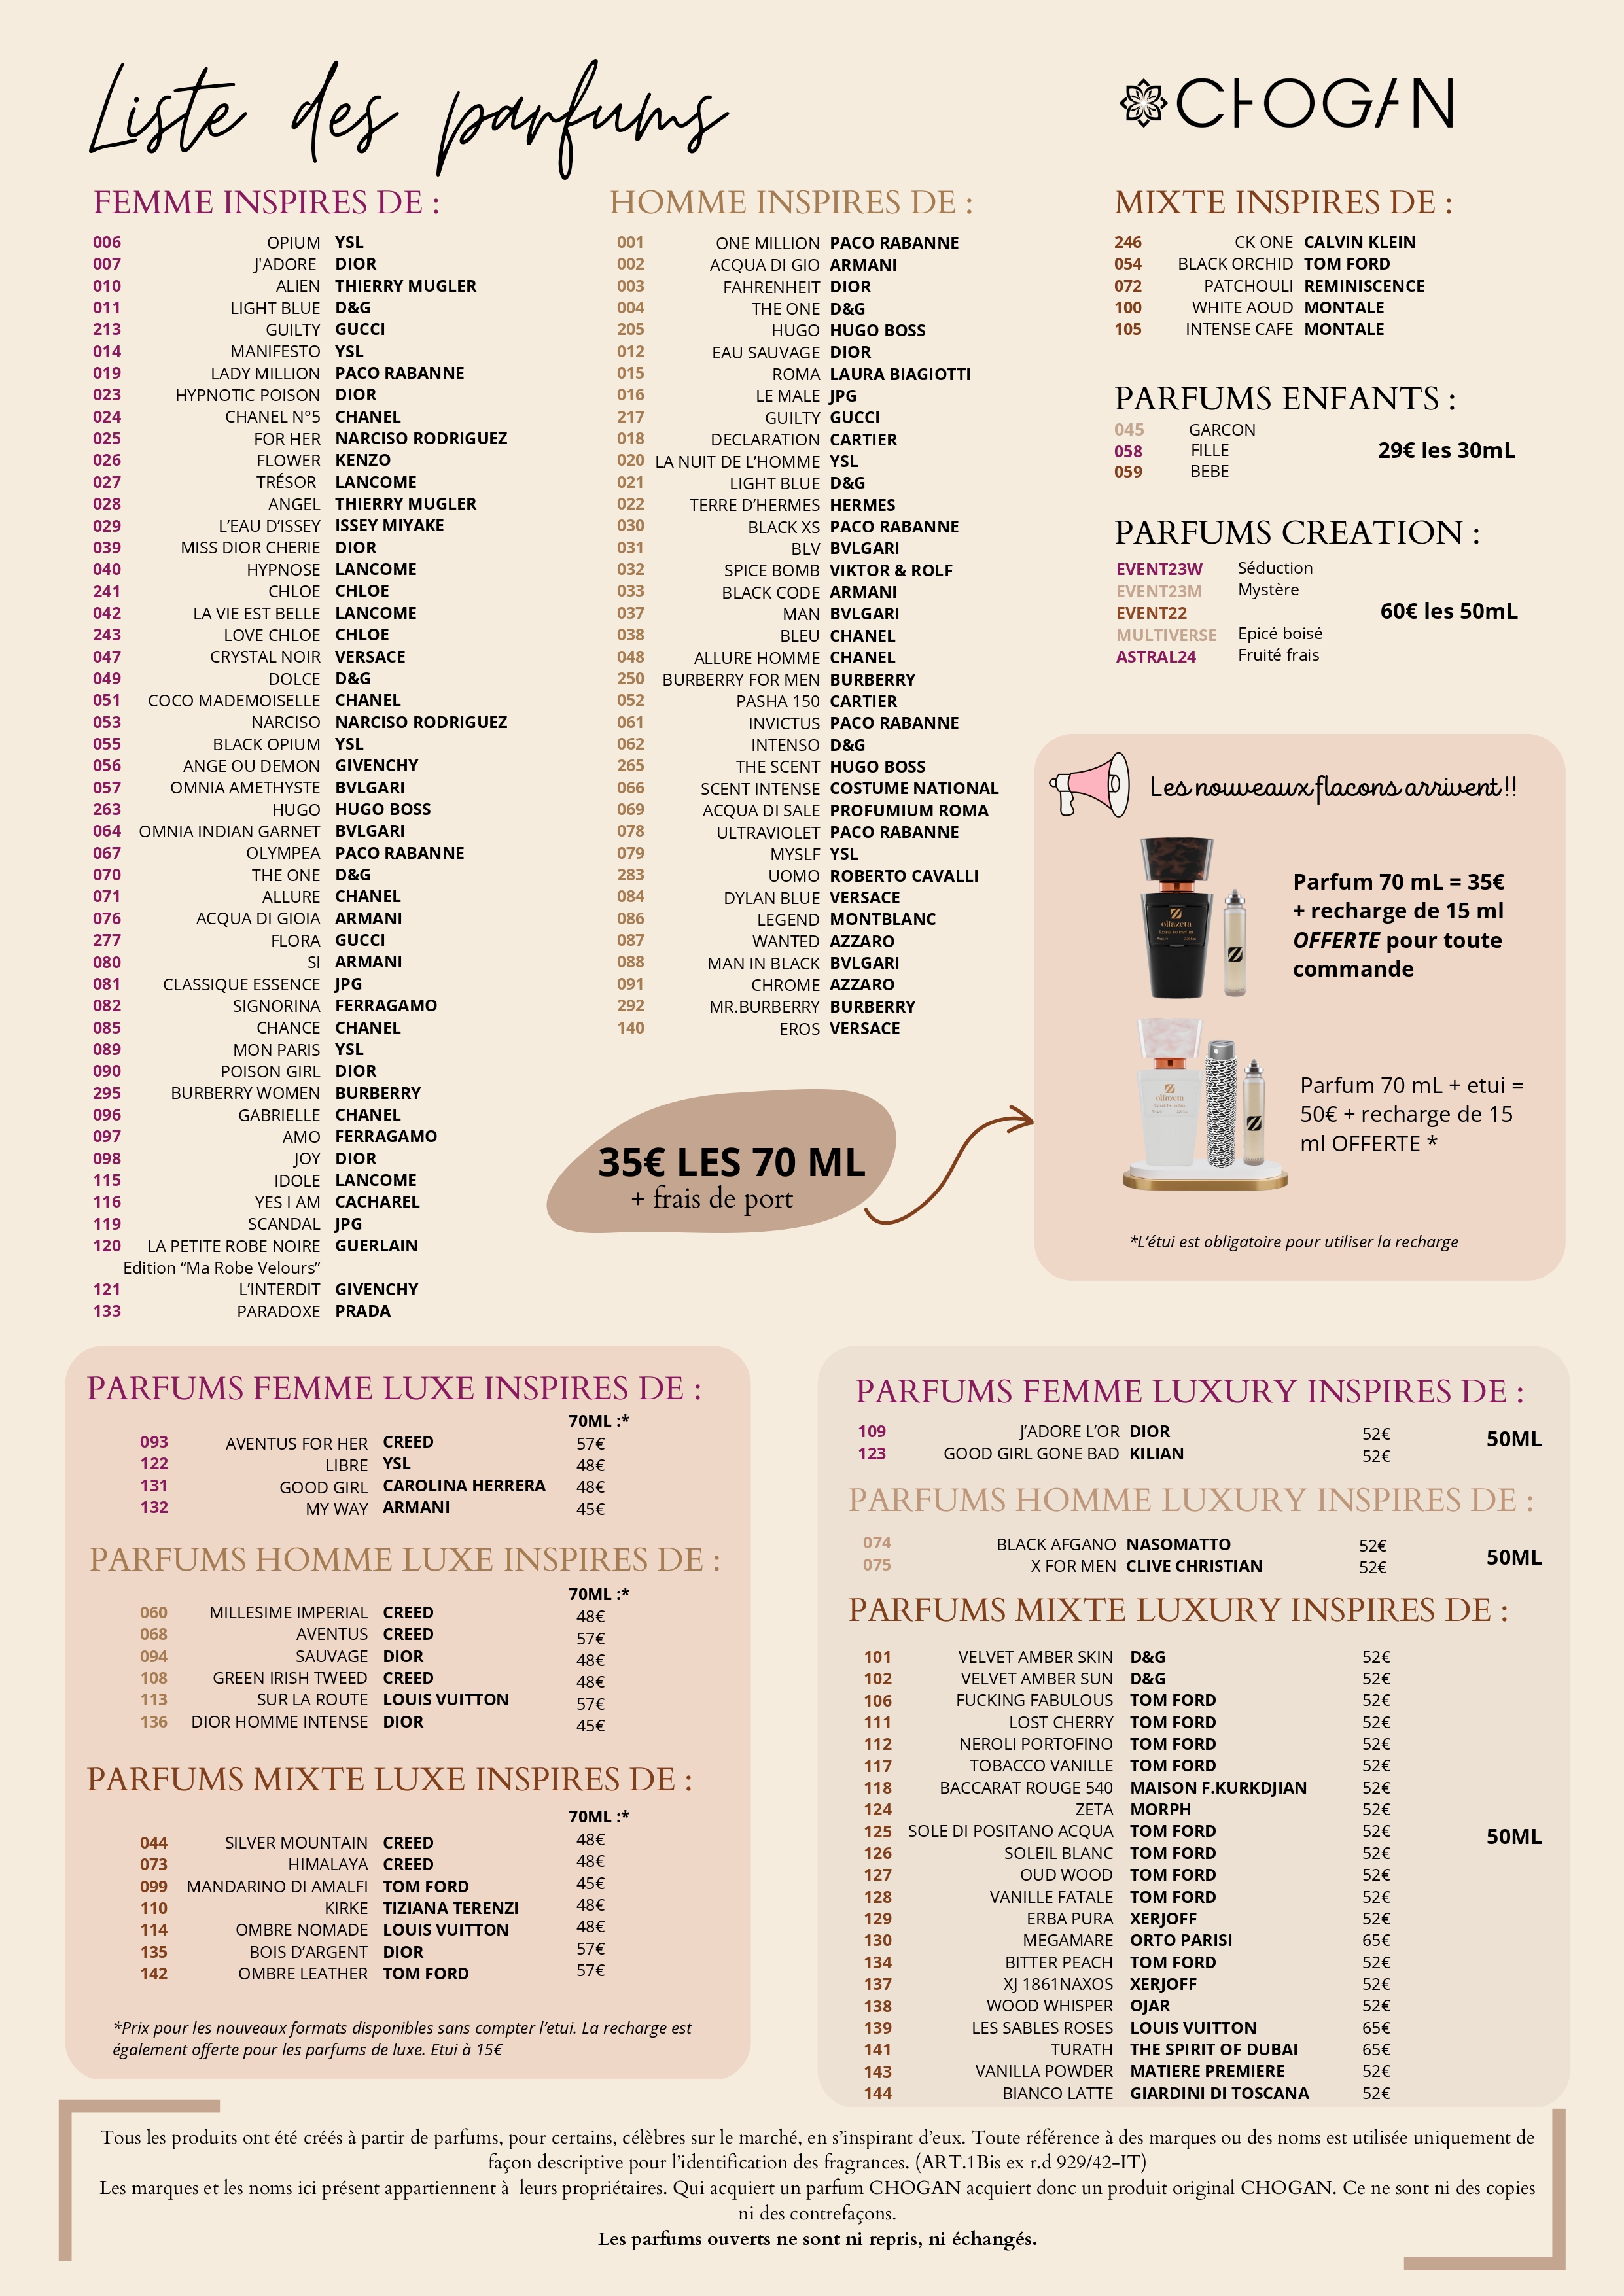 Liste des parfums
CHOGAN
FEMME INSPIRES DE :
006 OPIUM YSL
007 J'ADORE DIOR
010 ALIEN THIERRY MUGLER
011 LIGHT BLUE D&G
213 GUILTY GUCCI
014 MANIFESTO YSL
019 LADY MILLION PACO RABANNE
023 HYPNOTIC POISON DIOR
024 CHANEL N°5 CHANEL
025 FOR HER NARCISO RODRIGUEZ
026 FLOWER KENZO
027 TRÉSOR LANCOME
028 ANGEL THIERRY MUGLER
029 L'EAU D'ISSEY ISSEY MIYAKE
039 MISS DIOR CHERIE DIOR
040 HYPNOSE LANCOME
241 CHLOE CHLOE
042 LA VIE EST BELLE LANCOME
243 LOVE CHLOE CHLOE
047 CRYSTAL NOIR VERSACE
049 DOLCE D&G
051 COCO MADEMOISELLE CHANEL
053 NARCISO NARCISO RODRIGUEZ
055 BLACK OPIUM YSL
056 ANGE OU DEMON GIVENCHY
057 OMNIA AMETHYSTE BVLGARI
263 HUGO HUGO BOSS
064 OMNIA INDIAN GARNET BVLGARI
067 OLYMPEA PACO RABANNE
070 THE ONE D&G
071 ALLURE CHANEL
076 ACQUA DI GIOIA ARMANI
277 FLORA GUCCI
080 SI ARMANI
081 CLASSIQUE ESSENCE JPG
082 SIGNORINA FERRAGAMO
085 CHANCE CHANEL
089 MON PARIS YSL
090 POISON GIRL DIOR
295 BURBERRY WOMEN BURBERRY
096 GABRIELLE CHANEL
097 AMO FERRAGAMO
098 JOY DIOR
115 IDOLE LANCOME
116 YES I AM CACHAREL
119 SCANDAL JPG
120 LA PETITE ROBE NOIRE GUERLAIN
Edition “Ma Robe Velours”
121 L'INTERDIT GIVENCHY
133 PARADOXE PRADA
HOMME INSPIRES DE :
001 ONE MILLION PACO RABANNE
002 ACQUA DI GIO ARMANI
003 FAHRENHEIT DIOR
004 THE ONE D&G
205 HUGO HUGO BOSS
012 EAU SAUVAGE DIOR
015 ROMA LAURA BIAGIOTTI
016 LE MALE JPG
217 GUILTY GUCCI
018 DECLARATION CARTIER
020 LA NUIT DE L'HOMME YSL
021 LIGHT BLUE D&G
022 TERRE D'HERMES HERMES
030 BLACK XS PACO RABANNE
031 BLV BVLGARI
032 SPICE BOMB VIKTOR & ROLF
033 BLACK CODE ARMANI
037 MAN BVLGARI
038 BLEU CHANEL
048 ALLURE HOMME CHANEL
250 BURBERRY FOR MEN BURBERRY
052 PASHA 150 CARTIER
061 INVICTUS PACO RABANNE
062 INTENSO D&G
265 THE SCENT HUGO BOSS
066 SCENT INTENSE COSTUME NATIONAL
069 ACQUA DI SALE PROFUMIUM ROMA
078 ULTRAVIOLET PACO RABANNE
079 MYSLF YSL
283 UOMO ROBERTO CAVALLI
084 DYLAN BLUE VERSACE
086 LEGEND MONTBLANC
087 WANTED AZZARO
088 MAN IN BLACK BVLGARI
091 CHROME AZZARO
292 MR.BURBERRY BURBERRY
140 EROS VERSACE
35€ LES 70 ML
+ frais de port
MIXTE INSPIRES DE :
246 CK ONE CALVIN KLEIN
054 BLACK ORCHID TOM FORD
072 PATCHOULI REMINISCENCE
100 WHITE AOUD MONTALE
105 INTENSE CAFE MONTALE
PARFUMS ENFANTS :
045 GARCON
058 FILLE
059 BEBE
29€ les 30mL
PARFUMS CREATION :
EVENT23W Séduction
EVENT23M Mystère
EVENT22
MULTIVERSE Epicé boisé
ASTRAL24 Fruité frais
60€ les 50mL
Les nouveaux flacons arrivent !!
olfazeta
Parfum 70 mL = 35€
+ recharge de 15 ml
OFFERTE pour toute
commande
olfazeta
Parfum 70 mL + etui =
50€ + recharge de 15
ml OFFERTE *
*L'étui est obligatoire pour utiliser la recharge
PARFUMS FEMME LUXE INSPIRES DE :
70ML :*
093 AVENTUS FOR HER CREED 57€
122 LIBRE YSL 48€
131 GOOD GIRL CAROLINA HERRERA 48€
132 MY WAY ARMANI 45€
PARFUMS HOMME LUXE INSPIRES DE :
70ML :*
060 MILLESIME IMPERIAL CREED 48€
068 AVENTUS CREED 57€
094 SAUVAGE DIOR 48€
108 GREEN IRISH TWEED CREED 48€
113 SUR LA ROUTE LOUIS VUITTON 57€
136 DIOR HOMME INTENSE DIOR 45€
PARFUMS MIXTE LUXE INSPIRES DE :
70ML :*
044 SILVER MOUNTAIN CREED 48€
073 HIMALAYA CREED 48€
099 MANDARINO DI AMALFI TOM FORD 45€
110 KIRKE TIZIANA TERENZI 48€
114 OMBRE NOMADE LOUIS VUITTON 48€
135 BOIS D'ARGENT DIOR 57€
142 OMBRE LEATHER TOM FORD 57€
*Prix pour les nouveaux formats disponibles sans compter l'etui. La recharge est
également offerte pour les parfums de luxe. Etui à 15€
PARFUMS FEMME LUXURY INSPIRES DE :
109 J'ADORE L'OR DIOR 52€
123 GOOD GIRL GONE BAD KILIAN 52€
50ML
PARFUMS HOMME LUXURY INSPIRES DE :
074 BLACK AFGANO NASOMATTO 52€
075 X FOR MEN CLIVE CHRISTIAN 52€
50ML
PARFUMS MIXTE LUXURY INSPIRES DE :
101 VELVET AMBER SKIN D&G 52€
102 VELVET AMBER SUN D&G 52€
106 FUCKING FABULOUS TOM FORD 52€
111 LOST CHERRY TOM FORD 52€
112 NEROLI PORTOFINO TOM FORD 52€
117 TOBACCO VANILLE TOM FORD 52€
118 BACCARAT ROUGE 540 MAISON F.KURKDJIAN 52€
124 ZETA MORPH 52€
125 SOLE DI POSITANO ACQUA TOM FORD 52€
126 SOLEIL BLANC TOM FORD 52€
127 OUD WOOD TOM FORD 52€
128 VANILLE FATALE TOM FORD 52€
129 ERBA PURA XERJOFF 52€
130 MEGAMARE ORTO PARISI 65€
134 BITTER PEACH TOM FORD 52€
137 XJ 1861NAXOS XERJOFF 52€
138 WOOD WHISPER OJAR 52€
139 LES SABLES ROSES LOUIS VUITTON 65€
141 TURATH THE SPIRIT OF DUBAI 65€
143 VANILLA POWDER MATIERE PREMIERE 52€
144 BIANCO LATTE GIARDINI DI TOSCANA 52€
50ML
Tous les produits ont été créés à partir de parfums, pour certains, célèbres sur le marché, en s'inspirant d'eux. Toute référence à des marques ou des noms est utilisée uniquement de
façon descriptive pour l'identification des fragrances. (ART.1Bis ex r.d 929/42-IT)
Les marques et les noms ici présent appartiennent à leurs propriétaires. Qui acquiert un parfum CHOGAN acquiert donc un produit original CHOGAN. Ce ne sont ni des copies
ni des contrefaçons.
Les parfums ouverts ne sont ni repris, ni échangés.